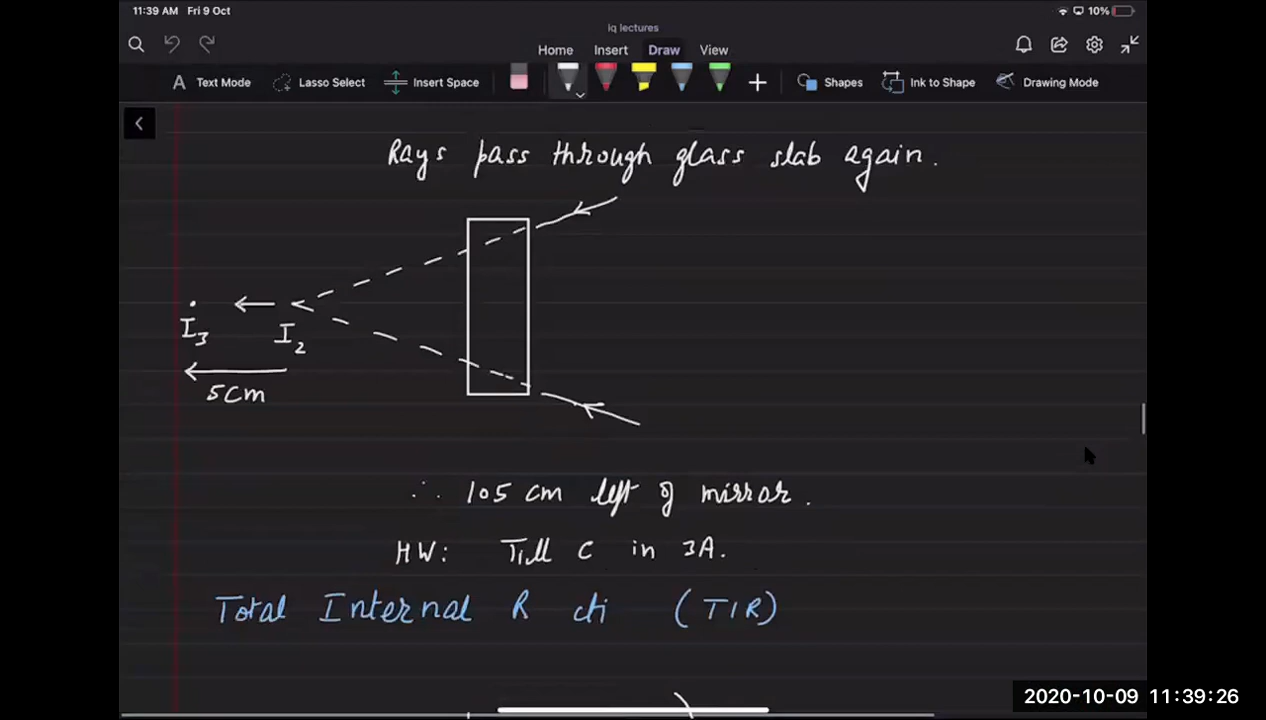 11:39 AM Fri 9 Oct
10%
iq lectures
Home Insert Draw View
Text Mode Lasso Select Insert Space Shapes Ink to Shape Drawing Mode
Rays pass through glass slab again.
I3 I2
5cm
∴ 105 cm left of mirror.
HW: Till C in 3A.
Total Internal R cti (TIR)
2020-10-09 11:39:26